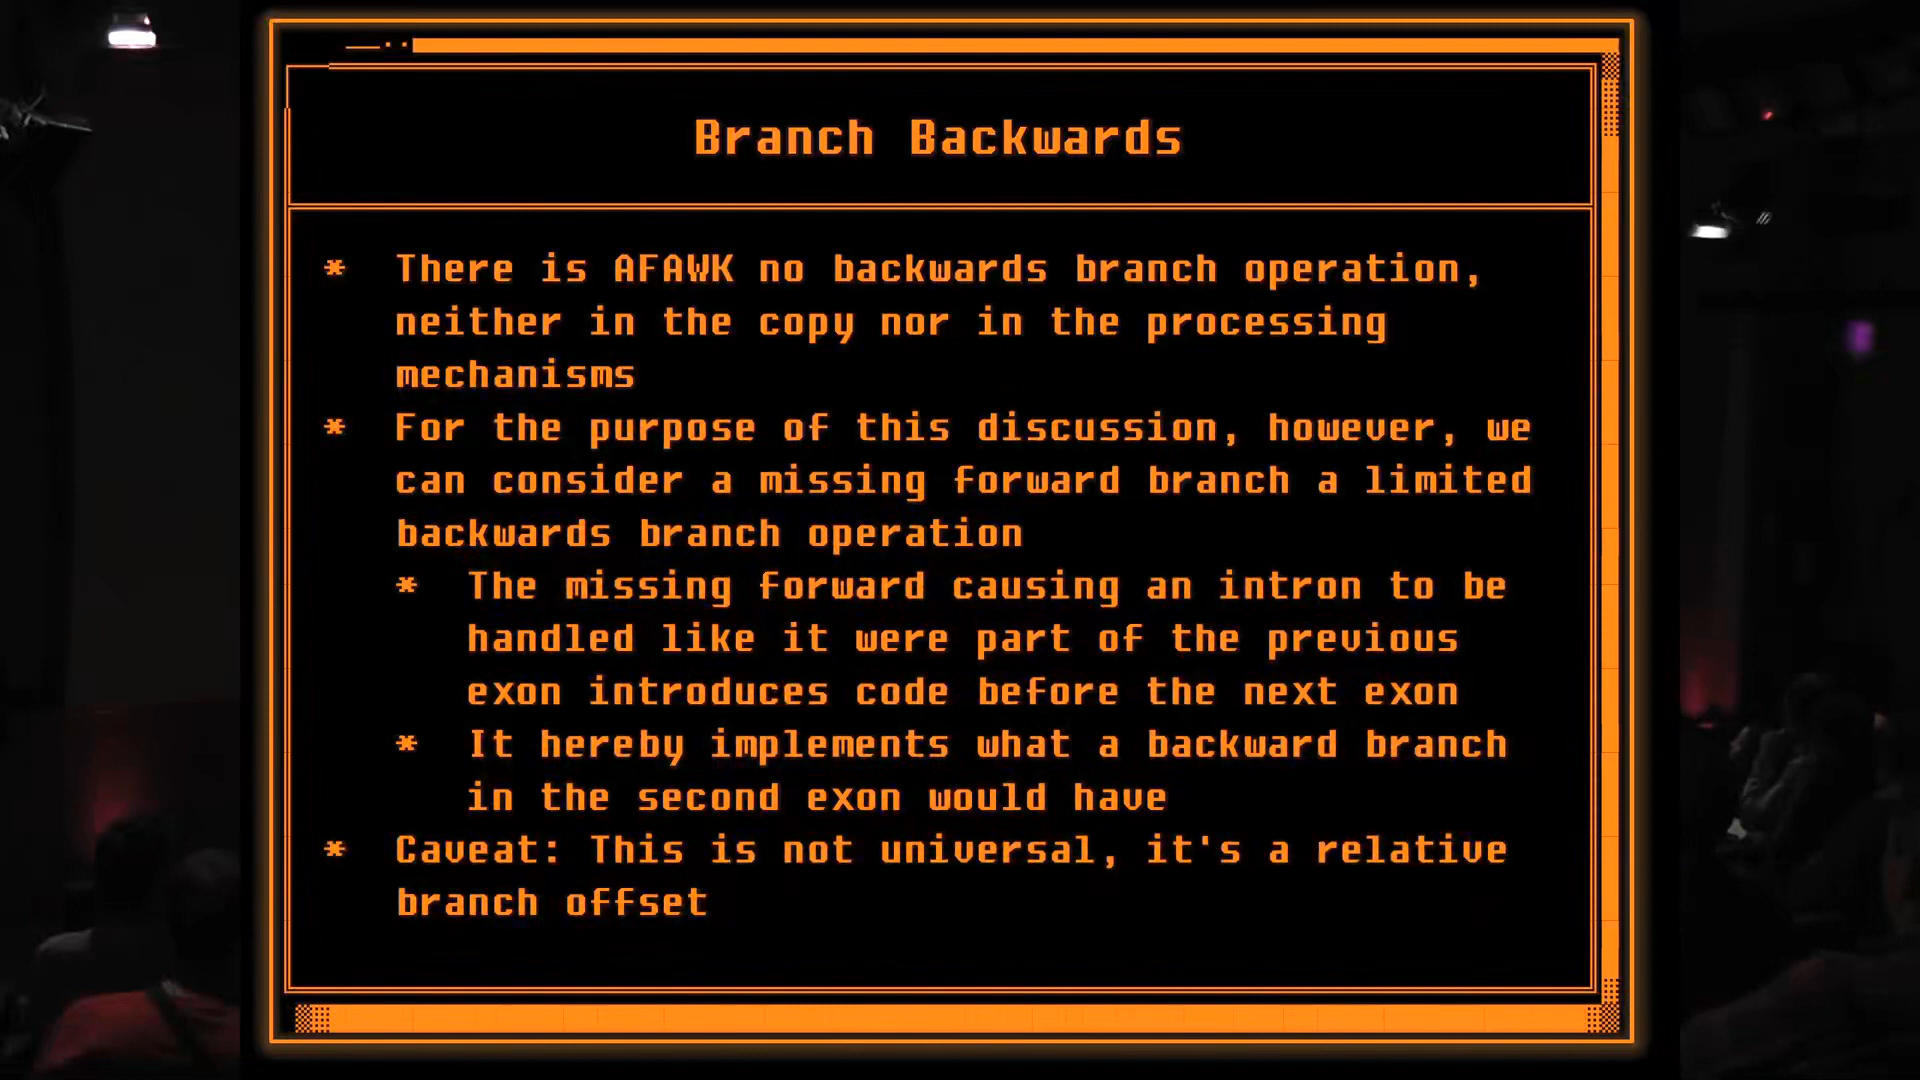 Branch Backwards
* There is AFAWK no backwards branch operation,
neither in the copy nor in the processing
mechanisms
* For the purpose of this discussion, however, we
can consider a missing forward branch a limited
backwards branch operation
* The missing forward causing an intron to be
handled like it were part of the previous
exon introduces code before the next exon
* It hereby implements what a backward branch
in the second exon would have
* Caveat: This is not universal, it's a relative
branch offset